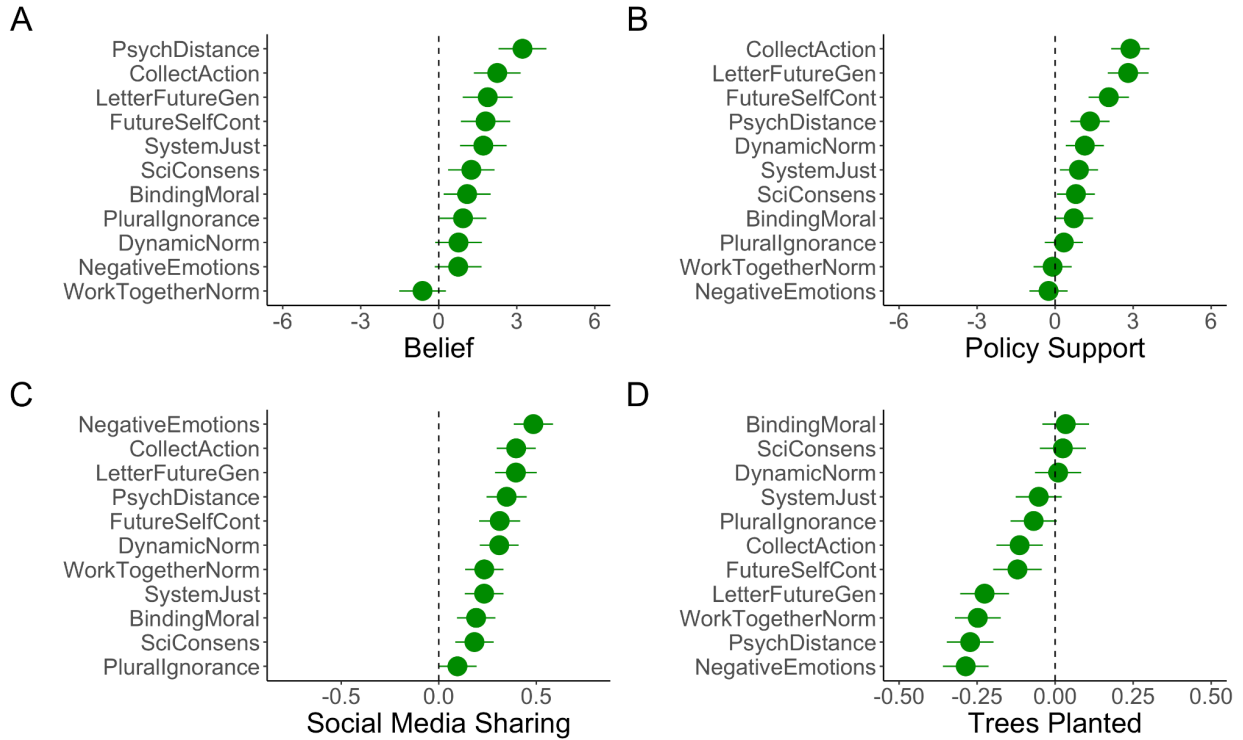 A
PsychDistance
CollectAction
LetterFutureGen
FutureSelfCont
SystemJust
SciConsens
BindingMoral
PluralIgnorance
DynamicNorm
NegativeEmotions
WorkTogetherNorm
-6 -3 0 3 6
Belief
B
CollectAction
LetterFutureGen
FutureSelfCont
PsychDistance
DynamicNorm
SystemJust
SciConsens
BindingMoral
PluralIgnorance
WorkTogetherNorm
NegativeEmotions
-6 -3 0 3 6
Policy Support
C
NegativeEmotions
CollectAction
LetterFutureGen
PsychDistance
FutureSelfCont
DynamicNorm
WorkTogetherNorm
SystemJust
BindingMoral
SciConsens
PluralIgnorance
-0.5 0.0 0.5
Social Media Sharing
D
BindingMoral
SciConsens
DynamicNorm
SystemJust
PluralIgnorance
CollectAction
FutureSelfCont
LetterFutureGen
WorkTogetherNorm
PsychDistance
NegativeEmotions
-0.50 -0.25 0.00 0.25 0.50
Trees Planted